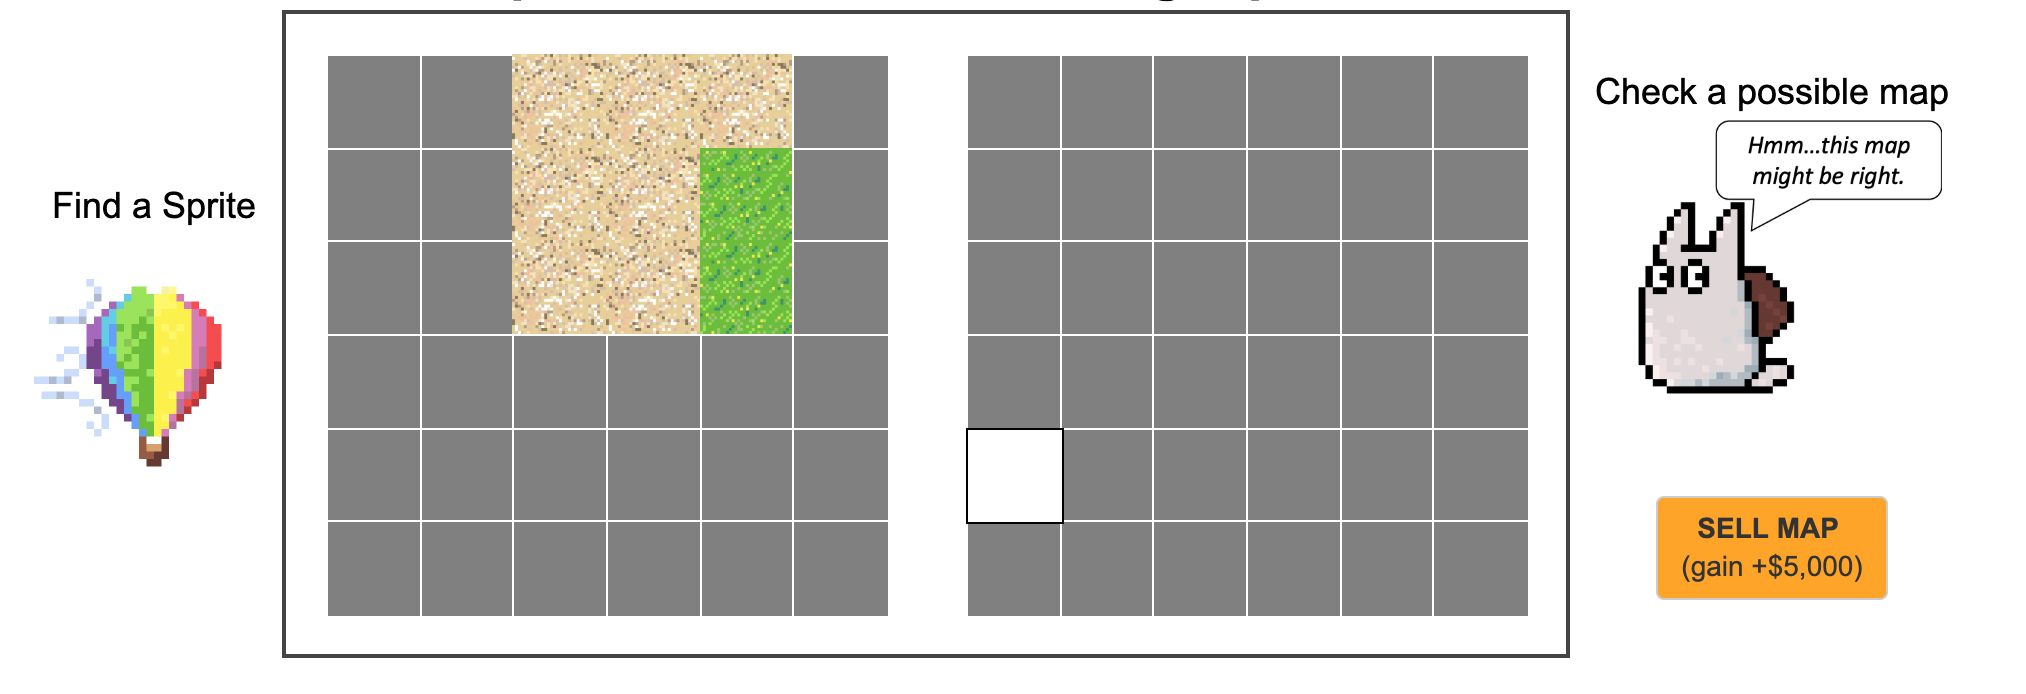 Find a Sprite
Check a possible map
Hmm...this map
might be right.
SELL MAP
(gain +$5,000)